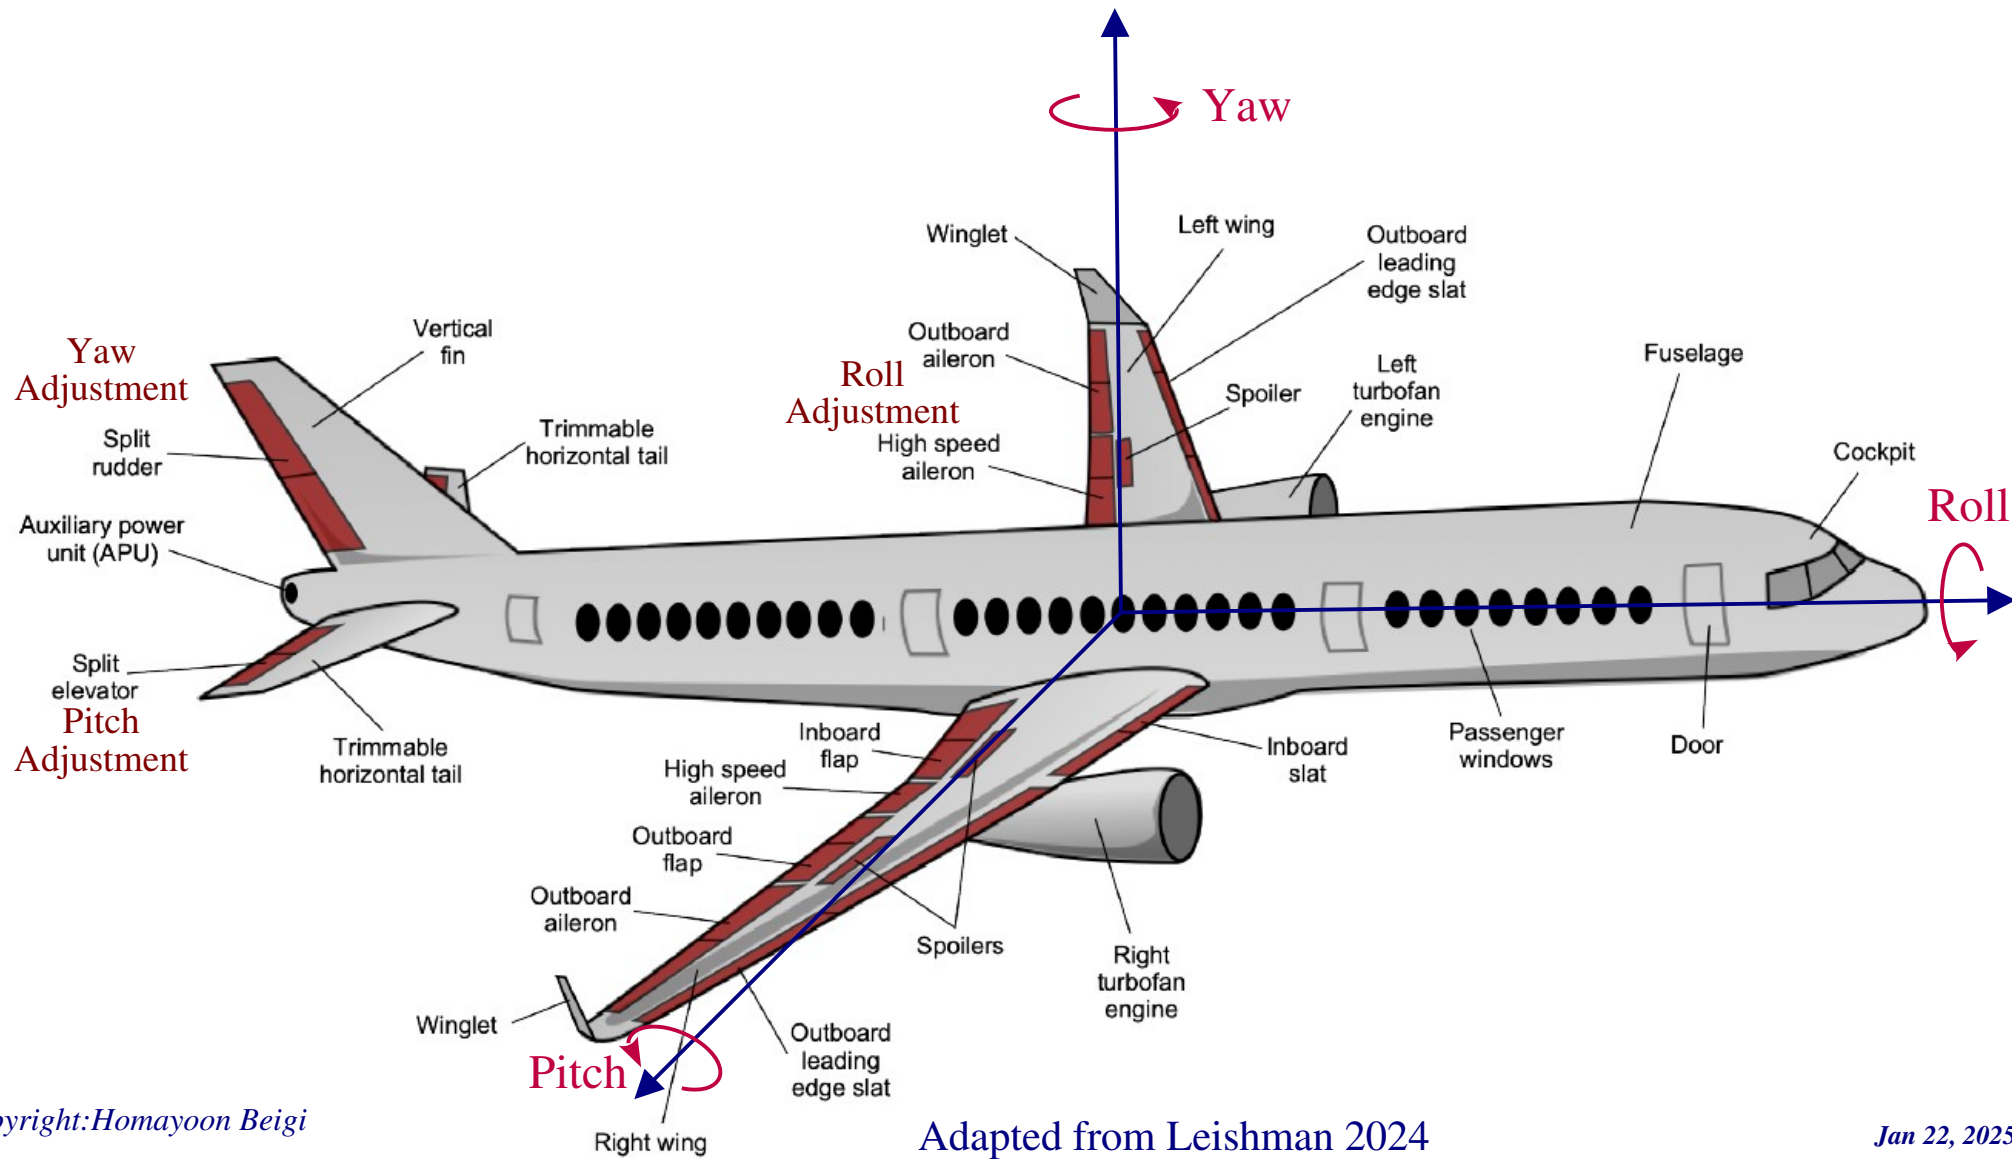 Yaw
Winglet
Left wing
Outboard
leading
edge slat
Outboard
aileron
Roll
Adjustment
High speed
aileron
Spoiler
Left
turbofan
engine
Fuselage
Cockpit
Roll
Vertical
fin
Yaw
Adjustment
Split
rudder
Trimmable
horizontal tail
Auxiliary power
unit (APU)
Split
elevator
Pitch
Adjustment
Trimmable
horizontal tail
Inboard
flap
High speed
aileron
Outboard
flap
Outboard
aileron
Spoilers
Inboard
slat
Passenger
windows
Door
Right
turbofan
engine
Winglet
Pitch
Outboard
leading
edge slat
Right wing
pyright:Homayoon Beigi
Adapted from Leishman 2024
Jan 22, 2025